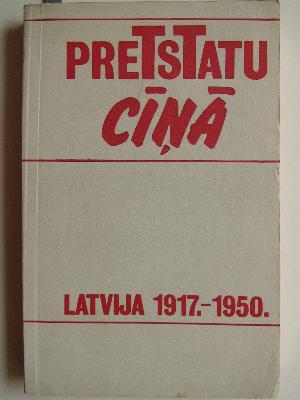 PRETSTATU
CĪŅĀ
LATVIJA 1917.-1950.